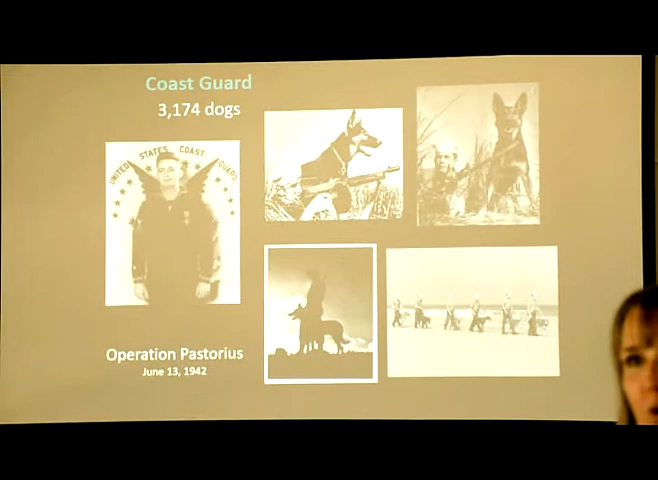 Coast Guard
3,174 dogs
UNITED STATES COAST GUARD
Operation Pastorius
June 13, 1942